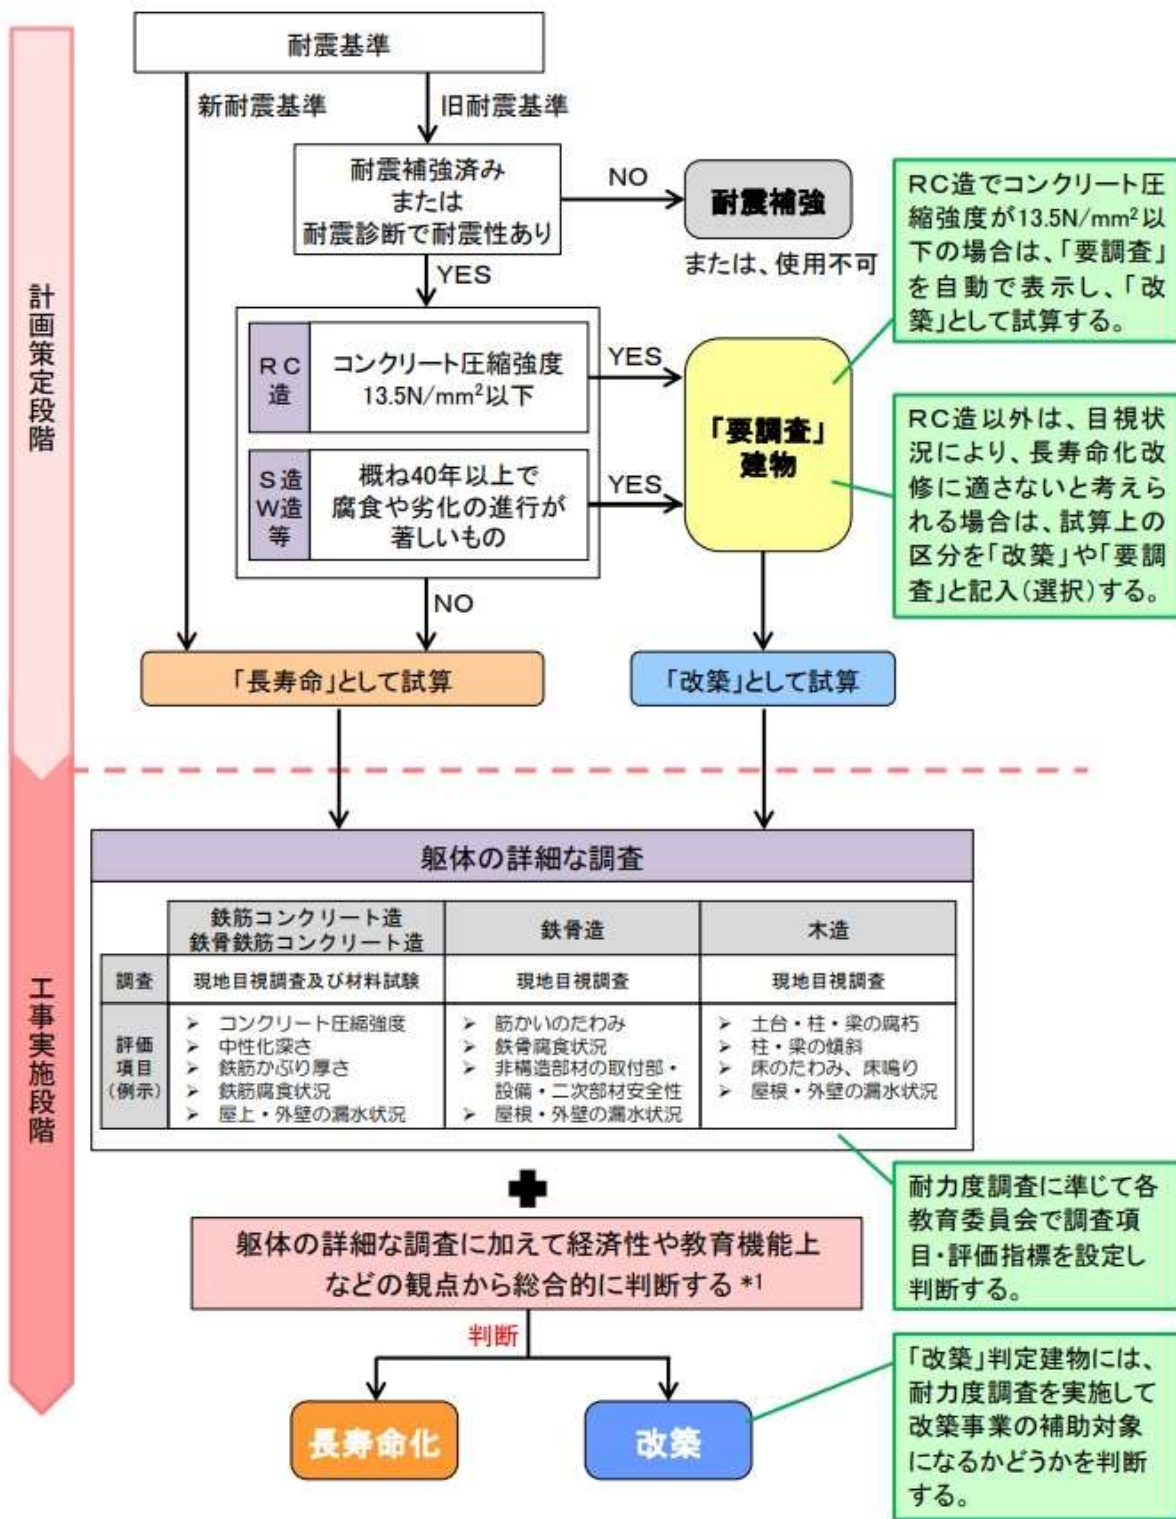 耐震基準
新耐震基準
旧耐震基準
耐震補強済み
または
耐震診断で耐震性あり
NO
耐震補強
または、使用不可
YES
RC造でコンクリート圧
縮強度が13.5N/mm²以
下の場合は、「要調査」
を自動で表示し、「改
築」として試算する。
計画策定段階
RC
造
コンクリート圧縮強度
13.5N/mm²以下
YES
「要調査」
建物
S造
W造
等
概ね40年以上で
腐食や劣化の進行が
著しいもの
YES
RC造以外は、目視状
況により、長寿命化改
修に適さないと考えら
れる場合は、試算上の
区分を「改築」や「要調
査」と記入(選択)する。
NO
「長寿命」として試算
「改築」として試算
工事実施段階
躯体の詳細な調査
鉄筋コンクリート造
鉄骨鉄筋コンクリート造
鉄骨造
木造
調査
現地目視調査及び材料試験
現地目視調査
現地目視調査
評価
項目
(例示)
➢ コンクリート圧縮強度
➢ 中性化深さ
➢ 鉄筋かぶり厚さ
➢ 鉄筋腐食状況
➢ 屋上・外壁の漏水状況
➢ 筋かいのたわみ
➢ 鉄骨腐食状況
➢ 非構造部材の取付部・
設備・二次部材安全性
➢ 屋根・外壁の漏水状況
➢ 土台・柱・梁の腐朽
➢ 柱・梁の傾斜
➢ 床のたわみ、床鳴り
➢ 屋根・外壁の漏水状況
耐力度調査に準じて各
教育委員会で調査項
目・評価指標を設定し
判断する。
躯体の詳細な調査に加えて経済性や教育機能上
などの観点から総合的に判断する *1
判断
長寿命化
改築
「改築」判定建物には、
耐力度調査を実施して
改築事業の補助対象
になるかどうかを判断
する。